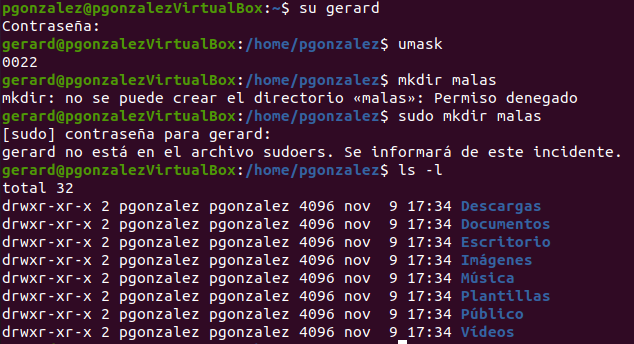 pgonzalez@pgonzalezVirtualBox:~$ su gerard
Contraseña:
gerard@pgonzalezVirtualBox:/home/pgonzalez$ umask
0022
gerard@pgonzalezVirtualBox:/home/pgonzalez$ mkdir malas
mkdir: no se puede crear el directorio «malas»: Permiso denegado
gerard@pgonzalezVirtualBox:/home/pgonzalez$ sudo mkdir malas
[sudo] contraseña para gerard:
gerard no está en el archivo sudoers. Se informará de este incidente.
gerard@pgonzalezVirtualBox:/home/pgonzalez$ ls -l
total 32
drwxr-xr-x 2 pgonzalez pgonzalez 4096 nov  9 17:34 Descargas
drwxr-xr-x 2 pgonzalez pgonzalez 4096 nov  9 17:34 Documentos
drwxr-xr-x 2 pgonzalez pgonzalez 4096 nov  9 17:34 Escritorio
drwxr-xr-x 2 pgonzalez pgonzalez 4096 nov  9 17:34 Imágenes
drwxr-xr-x 2 pgonzalez pgonzalez 4096 nov  9 17:34 Música
drwxr-xr-x 2 pgonzalez pgonzalez 4096 nov  9 17:34 Plantillas
drwxr-xr-x 2 pgonzalez pgonzalez 4096 nov  9 17:34 Público
drwxr-xr-x 2 pgonzalez pgonzalez 4096 nov  9 17:34 Vídeos